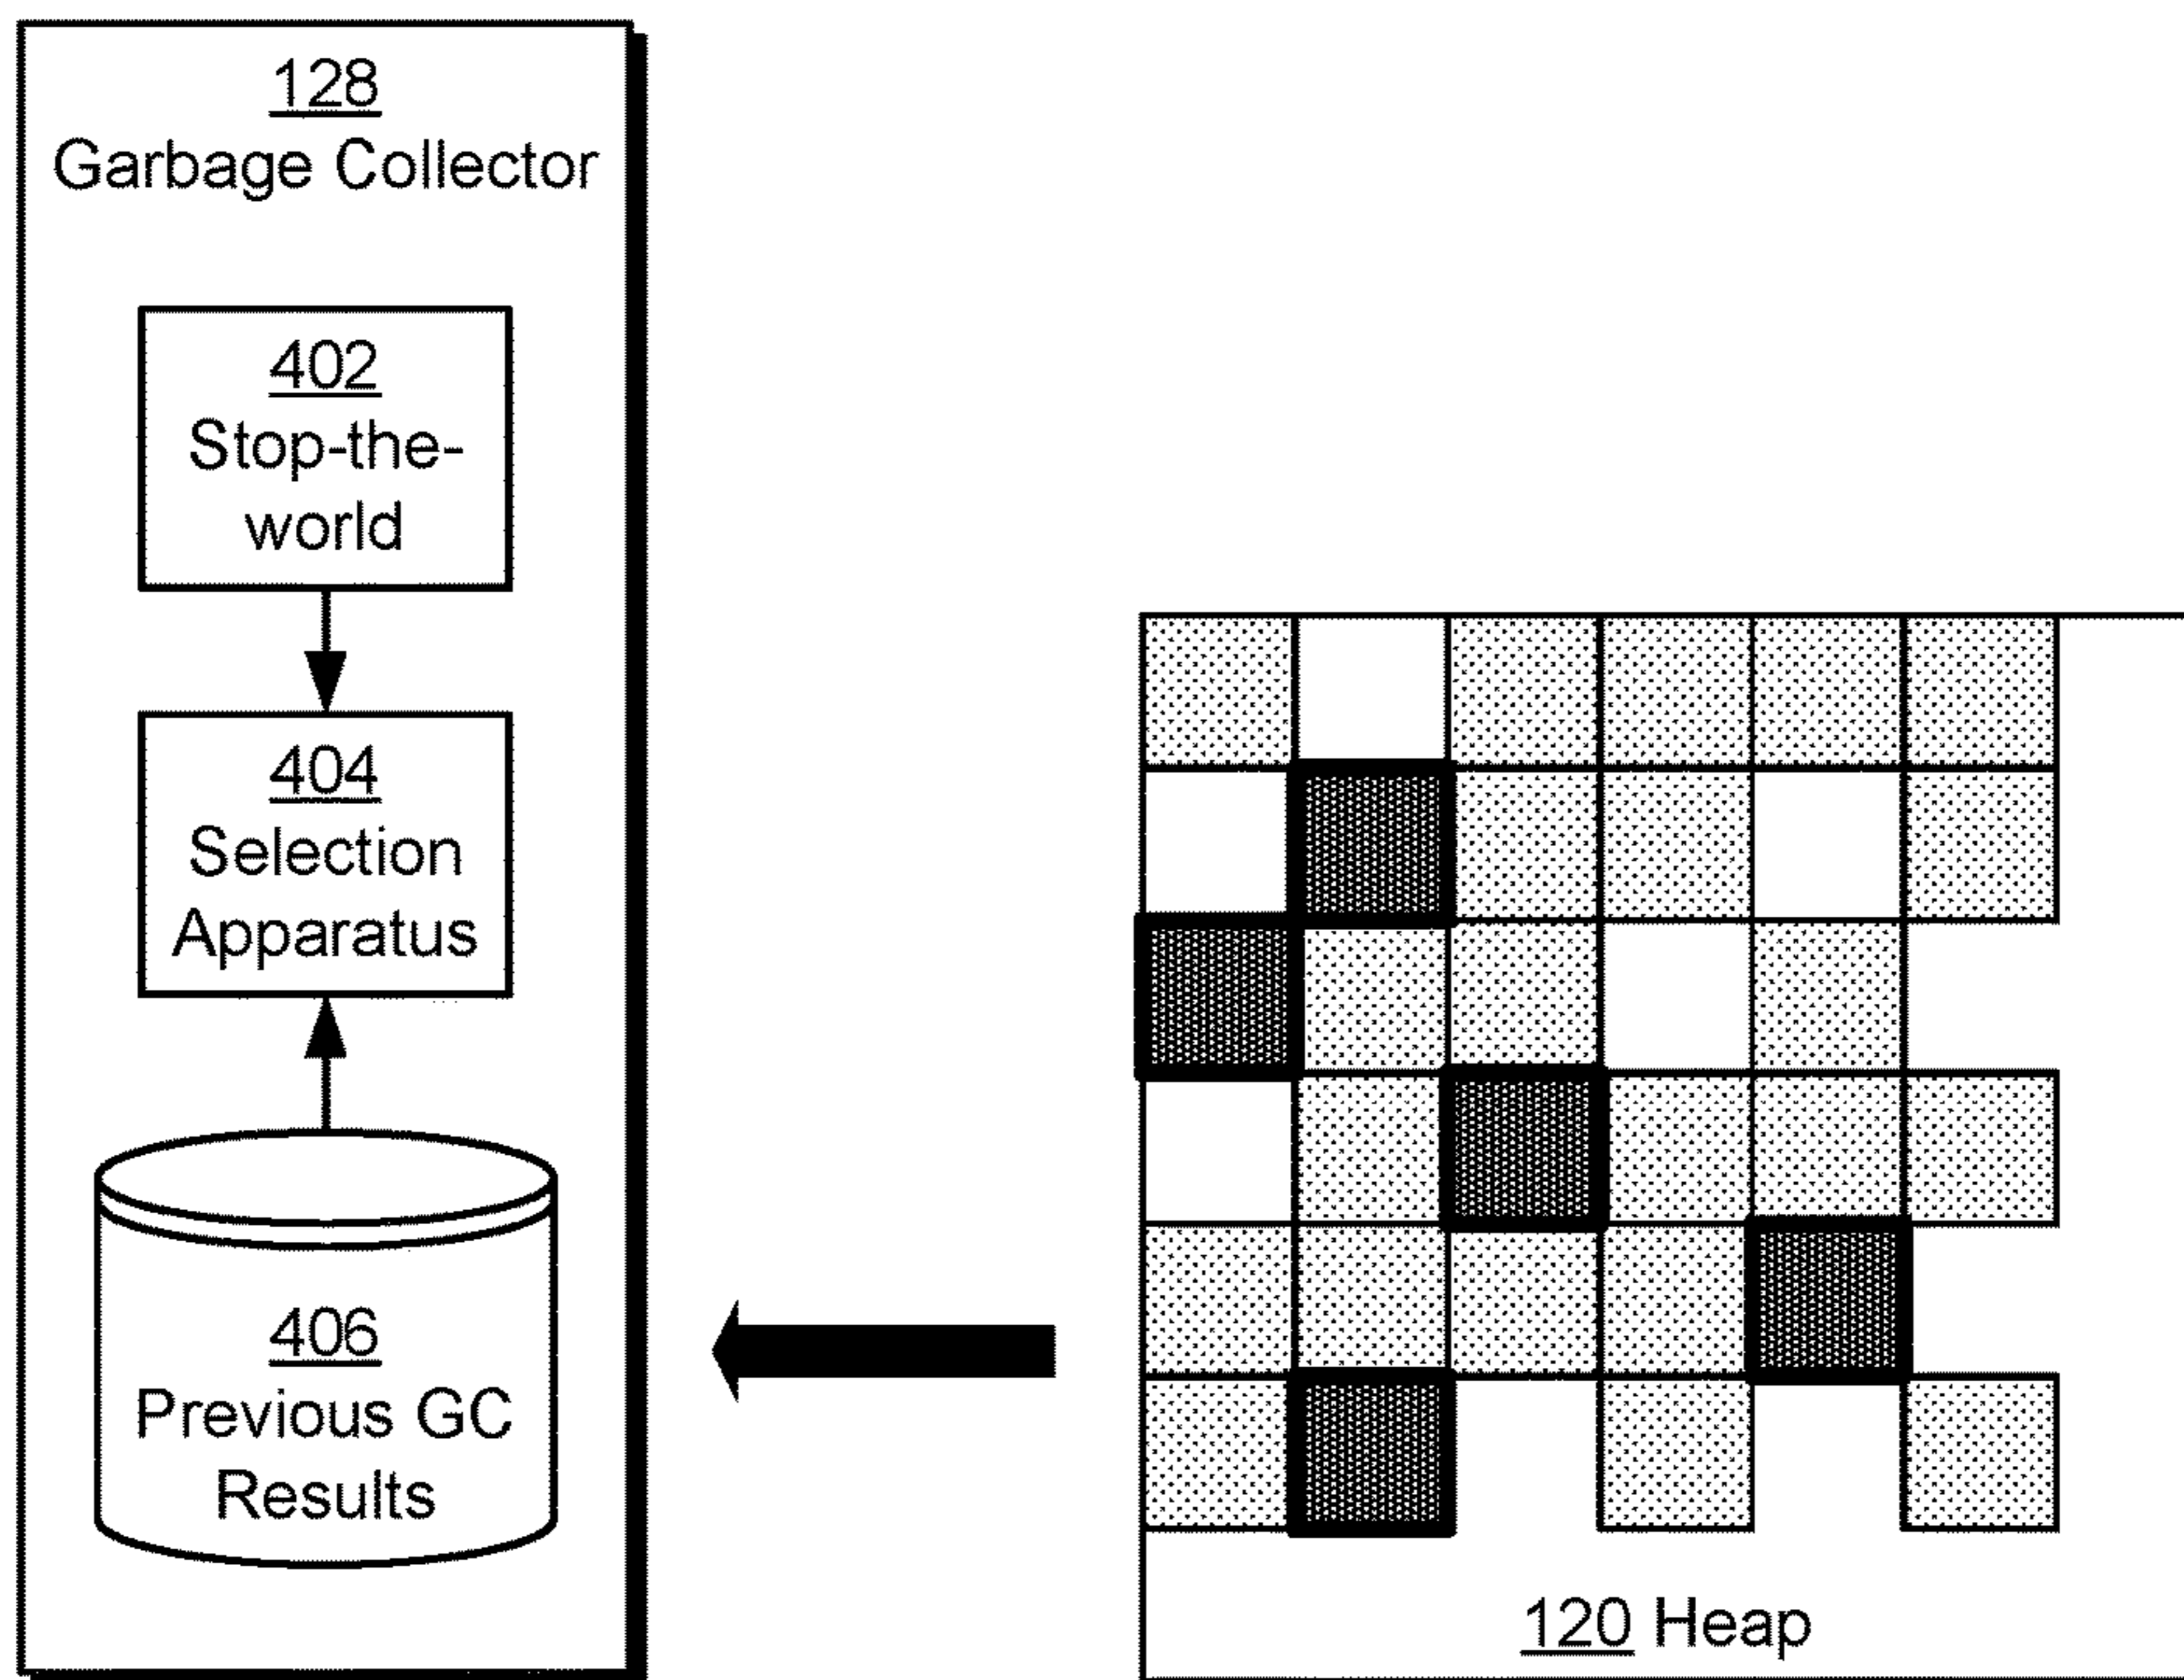 128
Garbage Collector
402
Stop-the-
world
404
Selection
Apparatus
406
Previous GC
Results
120 Heap